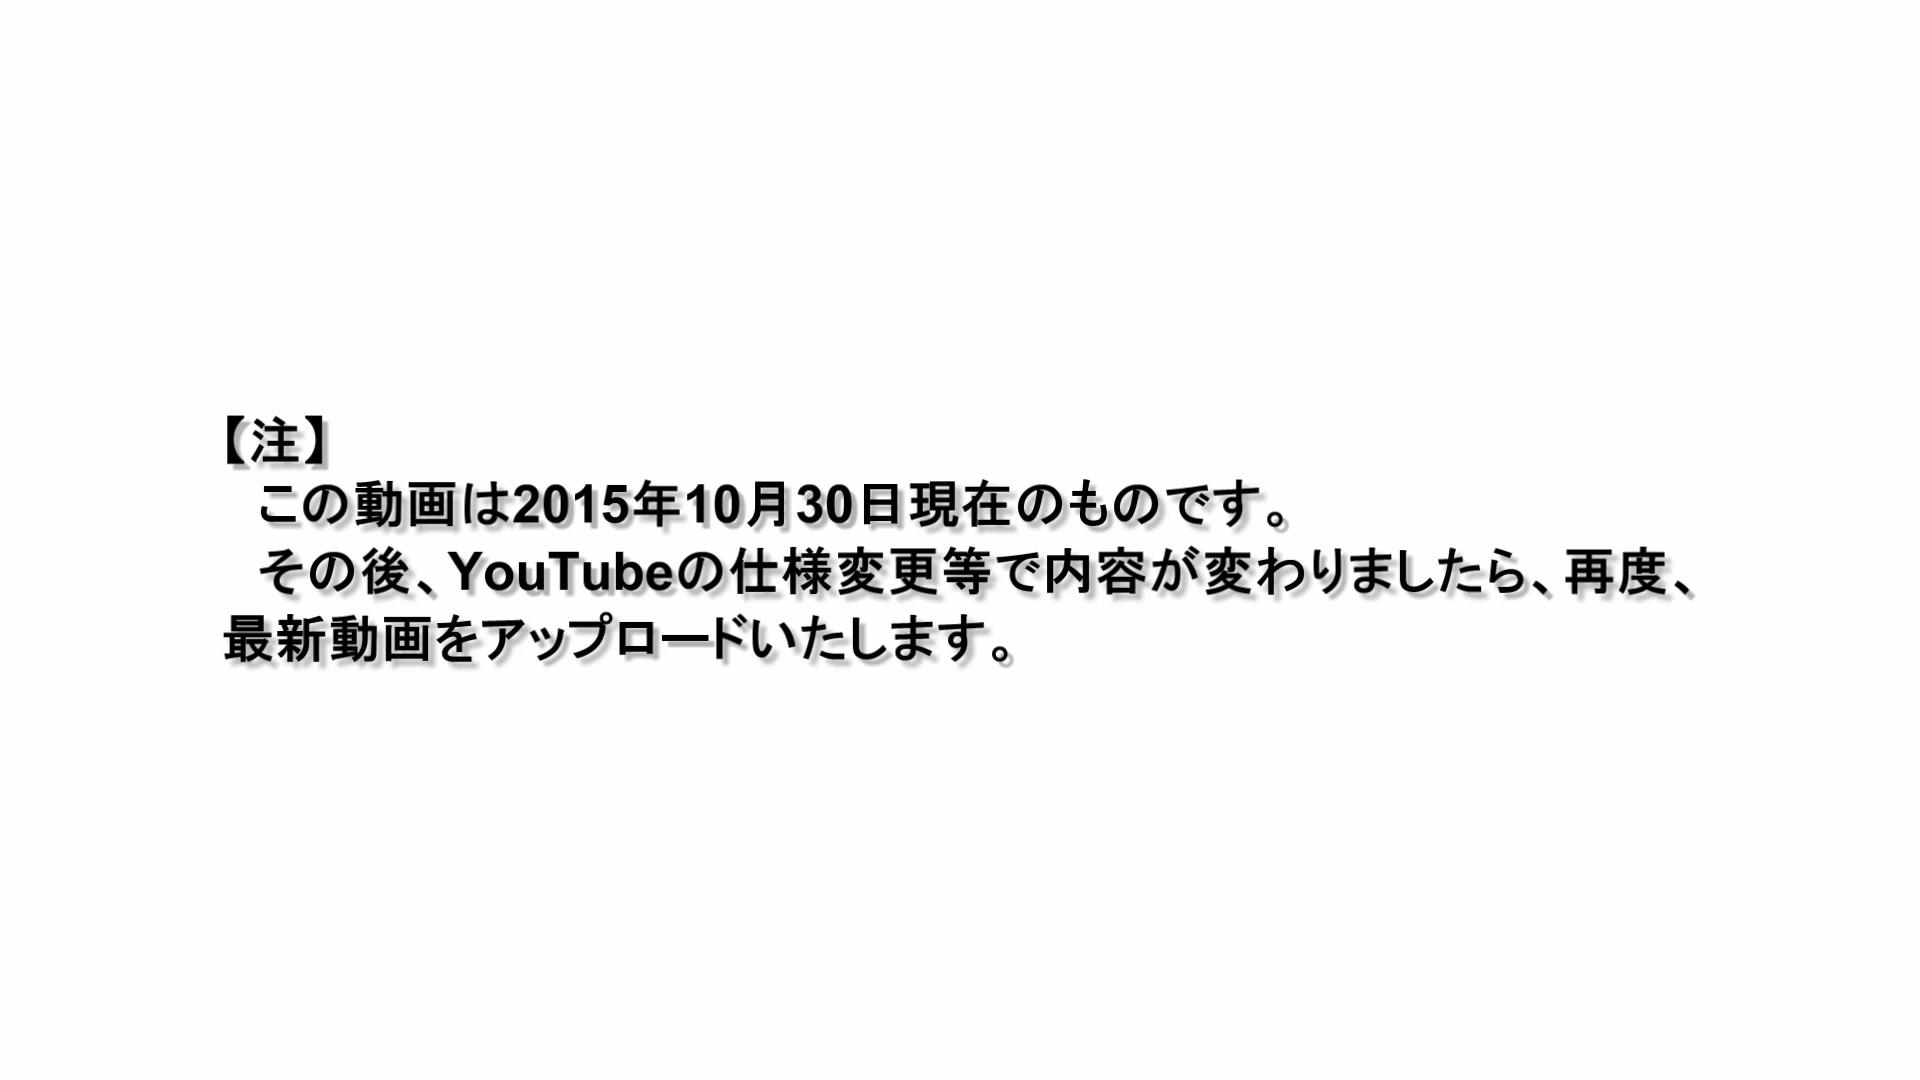 【注】
　この動画は2015年10月30日現在のものです。
　その後、YouTubeの仕様変更等で内容が変わりましたら、再度、
最新動画をアップロードいたします。